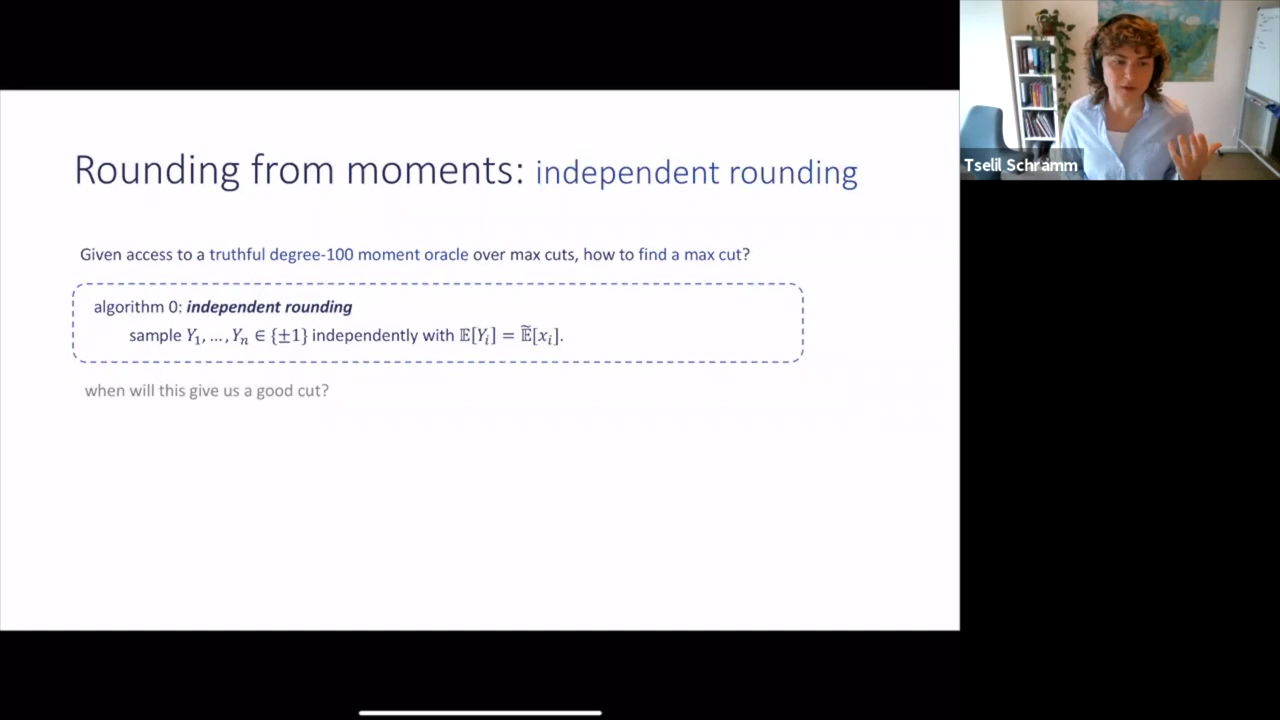 Rounding from moments: independent rounding
Given access to a truthful degree-100 moment oracle over max cuts, how to find a max cut?
algorithm 0: independent rounding
sample Y₁, …, Yₙ ∈ {±1} independently with 𝔼[Yᵢ] = 𝔼̃[xᵢ].
when will this give us a good cut?
Tselil Schramm